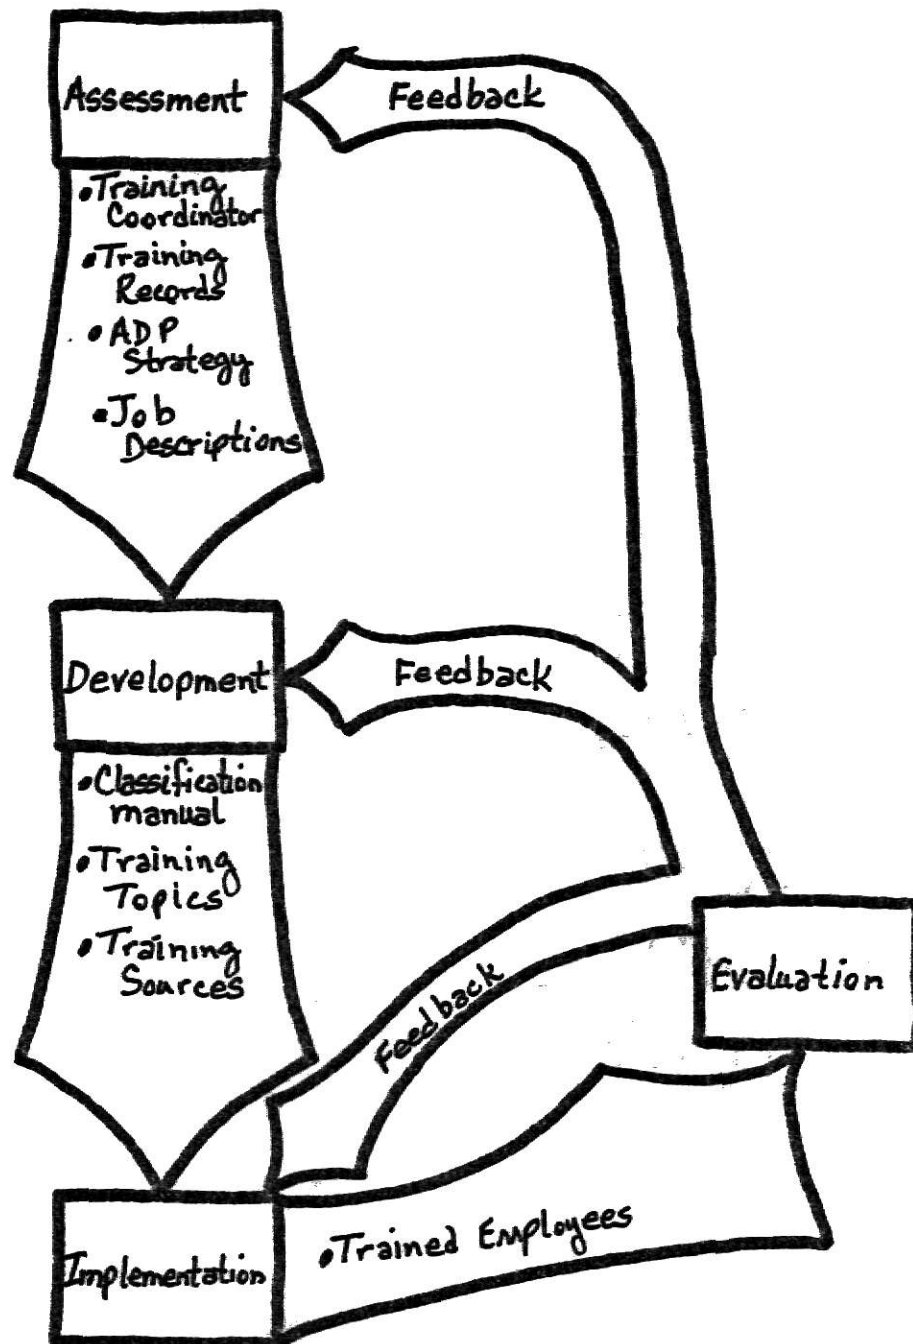 Assessment
Feedback
•Training
Coordinator
•Training
Records
•ADP
Strategy
•Job
Descriptions
Development
Feedback
•Classification
manual
•Training
Topics
•Training
Sources
Evaluation
Feedback
Implementation
•Trained Employees